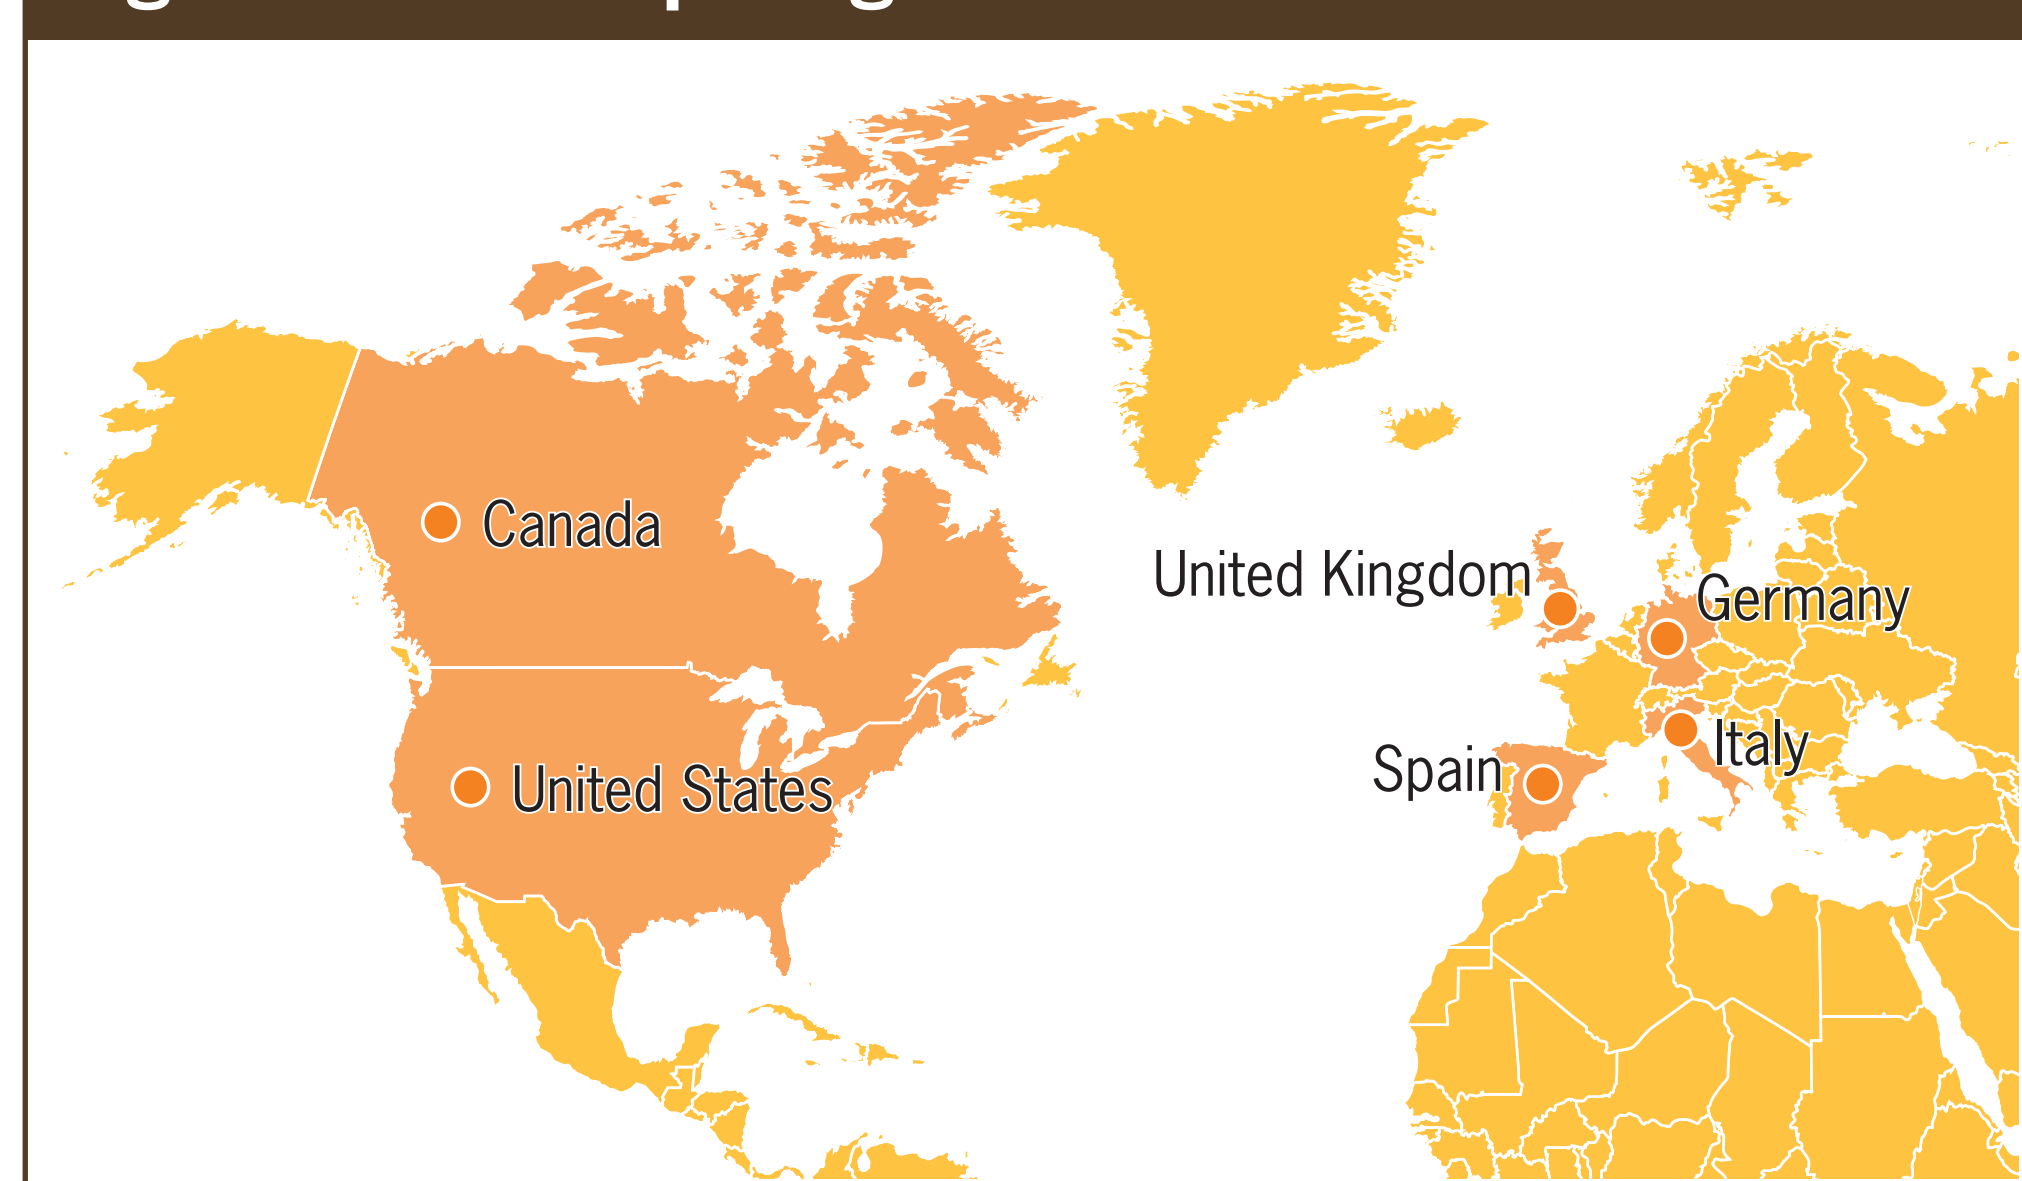 Canada
United Kingdom
Germany
Italy
Spain
United States